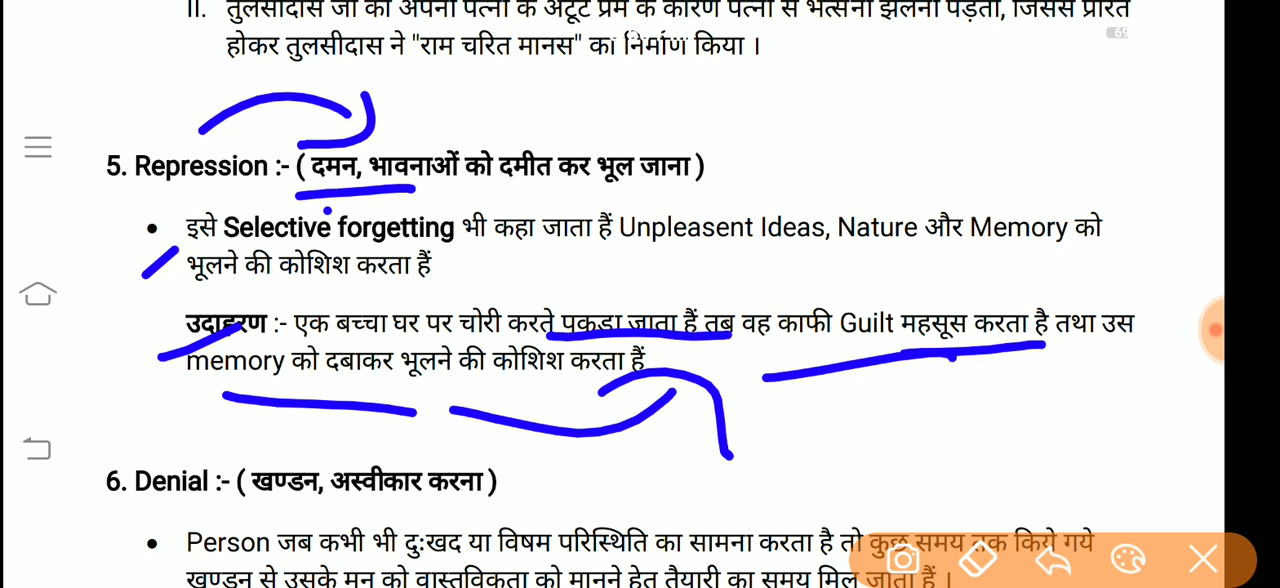 II. तुलसीदास जी को अपनी पत्नी के अटूट प्रेम के कारण पत्नी से भर्त्सना झेलनी पड़ती, जिससे प्रेरित
होकर तुलसीदास ने "राम चरित मानस" का निर्माण किया ।
69
5. Repression :- ( दमन, भावनाओं को दमीत कर भूल जाना )
• इसे Selective forgetting भी कहा जाता हैं Unpleasent Ideas, Nature और Memory को
भूलने की कोशिश करता हैं
उदाहरण :- एक बच्चा घर पर चोरी करते पकड़ा जाता हैं तब वह काफी Guilt महसूस करता है तथा उस
memory को दबाकर भूलने की कोशिश करता हैं
6. Denial :- ( खण्डन, अस्वीकार करना )
• Person जब कभी भी दुःखद या विषम परिस्थिति का सामना करता है तो कुछ समय तक किये गये
खण्डन से उसके मन को वास्तविकता को मानने हेतु तैयारी का समय मिल जाता हैं ।